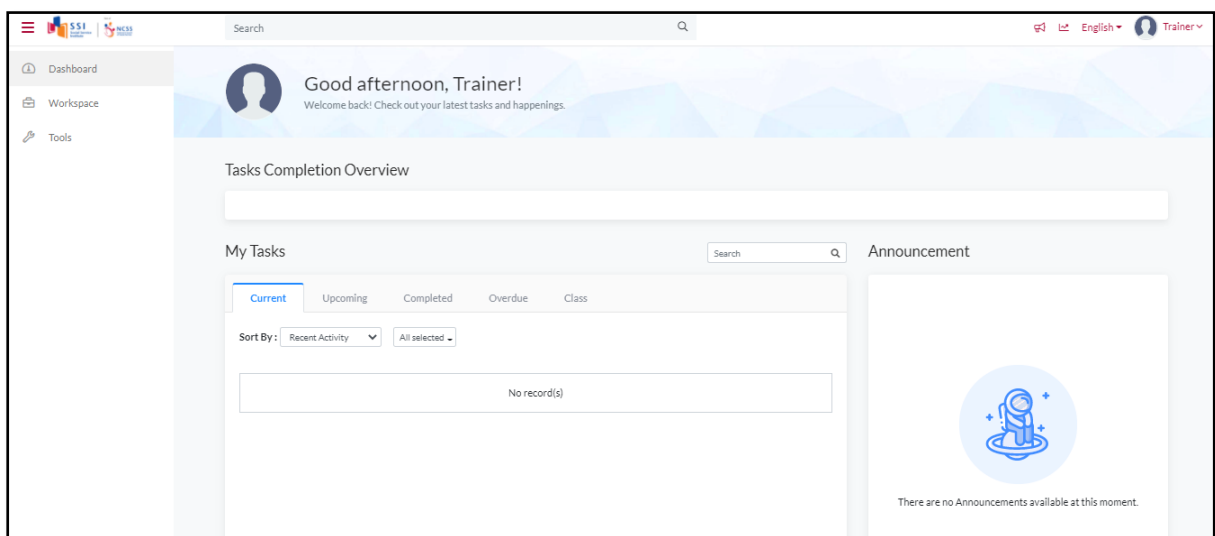 SSI
NCSS
Search
English
Trainer
Dashboard
Workspace
Tools
Good afternoon, Trainer!
Welcome back! Check out your latest tasks and happenings.
Tasks Completion Overview
My Tasks
Search
Announcement
Current Upcoming Completed Overdue Class
Sort By : Recent Activity All selected
No record(s)
There are no Announcements available at this moment.